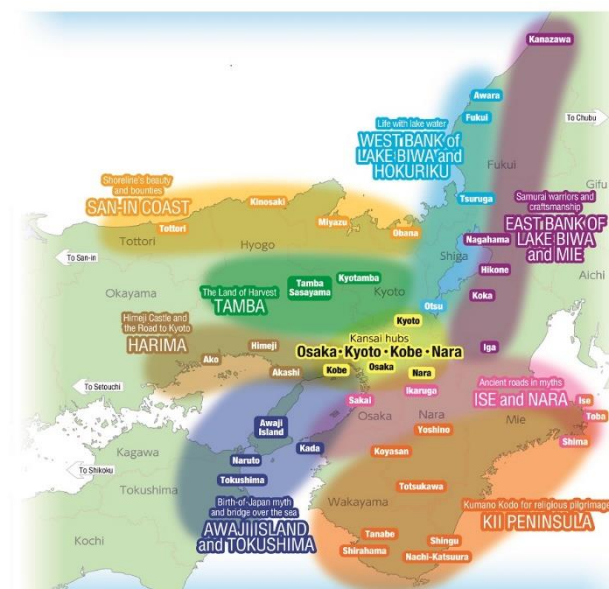 Kanazawa
Awara
Life with lake water
Fukui
WEST BANK of
LAKE BIWA and
HOKURIKU
To Chubu
Fukui
Gifu
Shoreline's beauty
and bounties
SAN-IN COAST
Kinosaki
Tottori
Miyazu
Obama
Tottori
Hyogo
Tsuruga
Samurai warriors and
craftsmanship
EAST BANK of
LAKE BIWA
and MIE
Nagahama
Shiga
Hikone
Aichi
To San-in
Okayama
The Land of Harvest
TAMBA
Tamba
Sasayama
Kyotamba
Kyoto
Koka
Otsu
Himeji Castle and
the Road to Kyoto
HARIMA
Kyoto
Kansai hubs
Osaka・Kyoto・Kobe・Nara
Himeji
Ako
Akashi
Kobe
Osaka
Nara
Iga
To Setouchi
Ikaruga
Sakai
Ancient roads in myths
ISE and NARA
Ise
Toba
Shima
Osaka
Nara
Mie
Awaji
Island
Yoshino
Kada
Koyasan
Kagawa
Naruto
To Shikoku
Tokushima
Tokushima
Totsukawa
Wakayama
Kumano Kodo for religious pilgrimage
KII PENINSULA
Birth-of-Japan myth
and bridge over the sea
AWAJI ISLAND
and TOKUSHIMA
Kochi
Tanabe
Shingu
Shirahama
Nachi-Katsuura